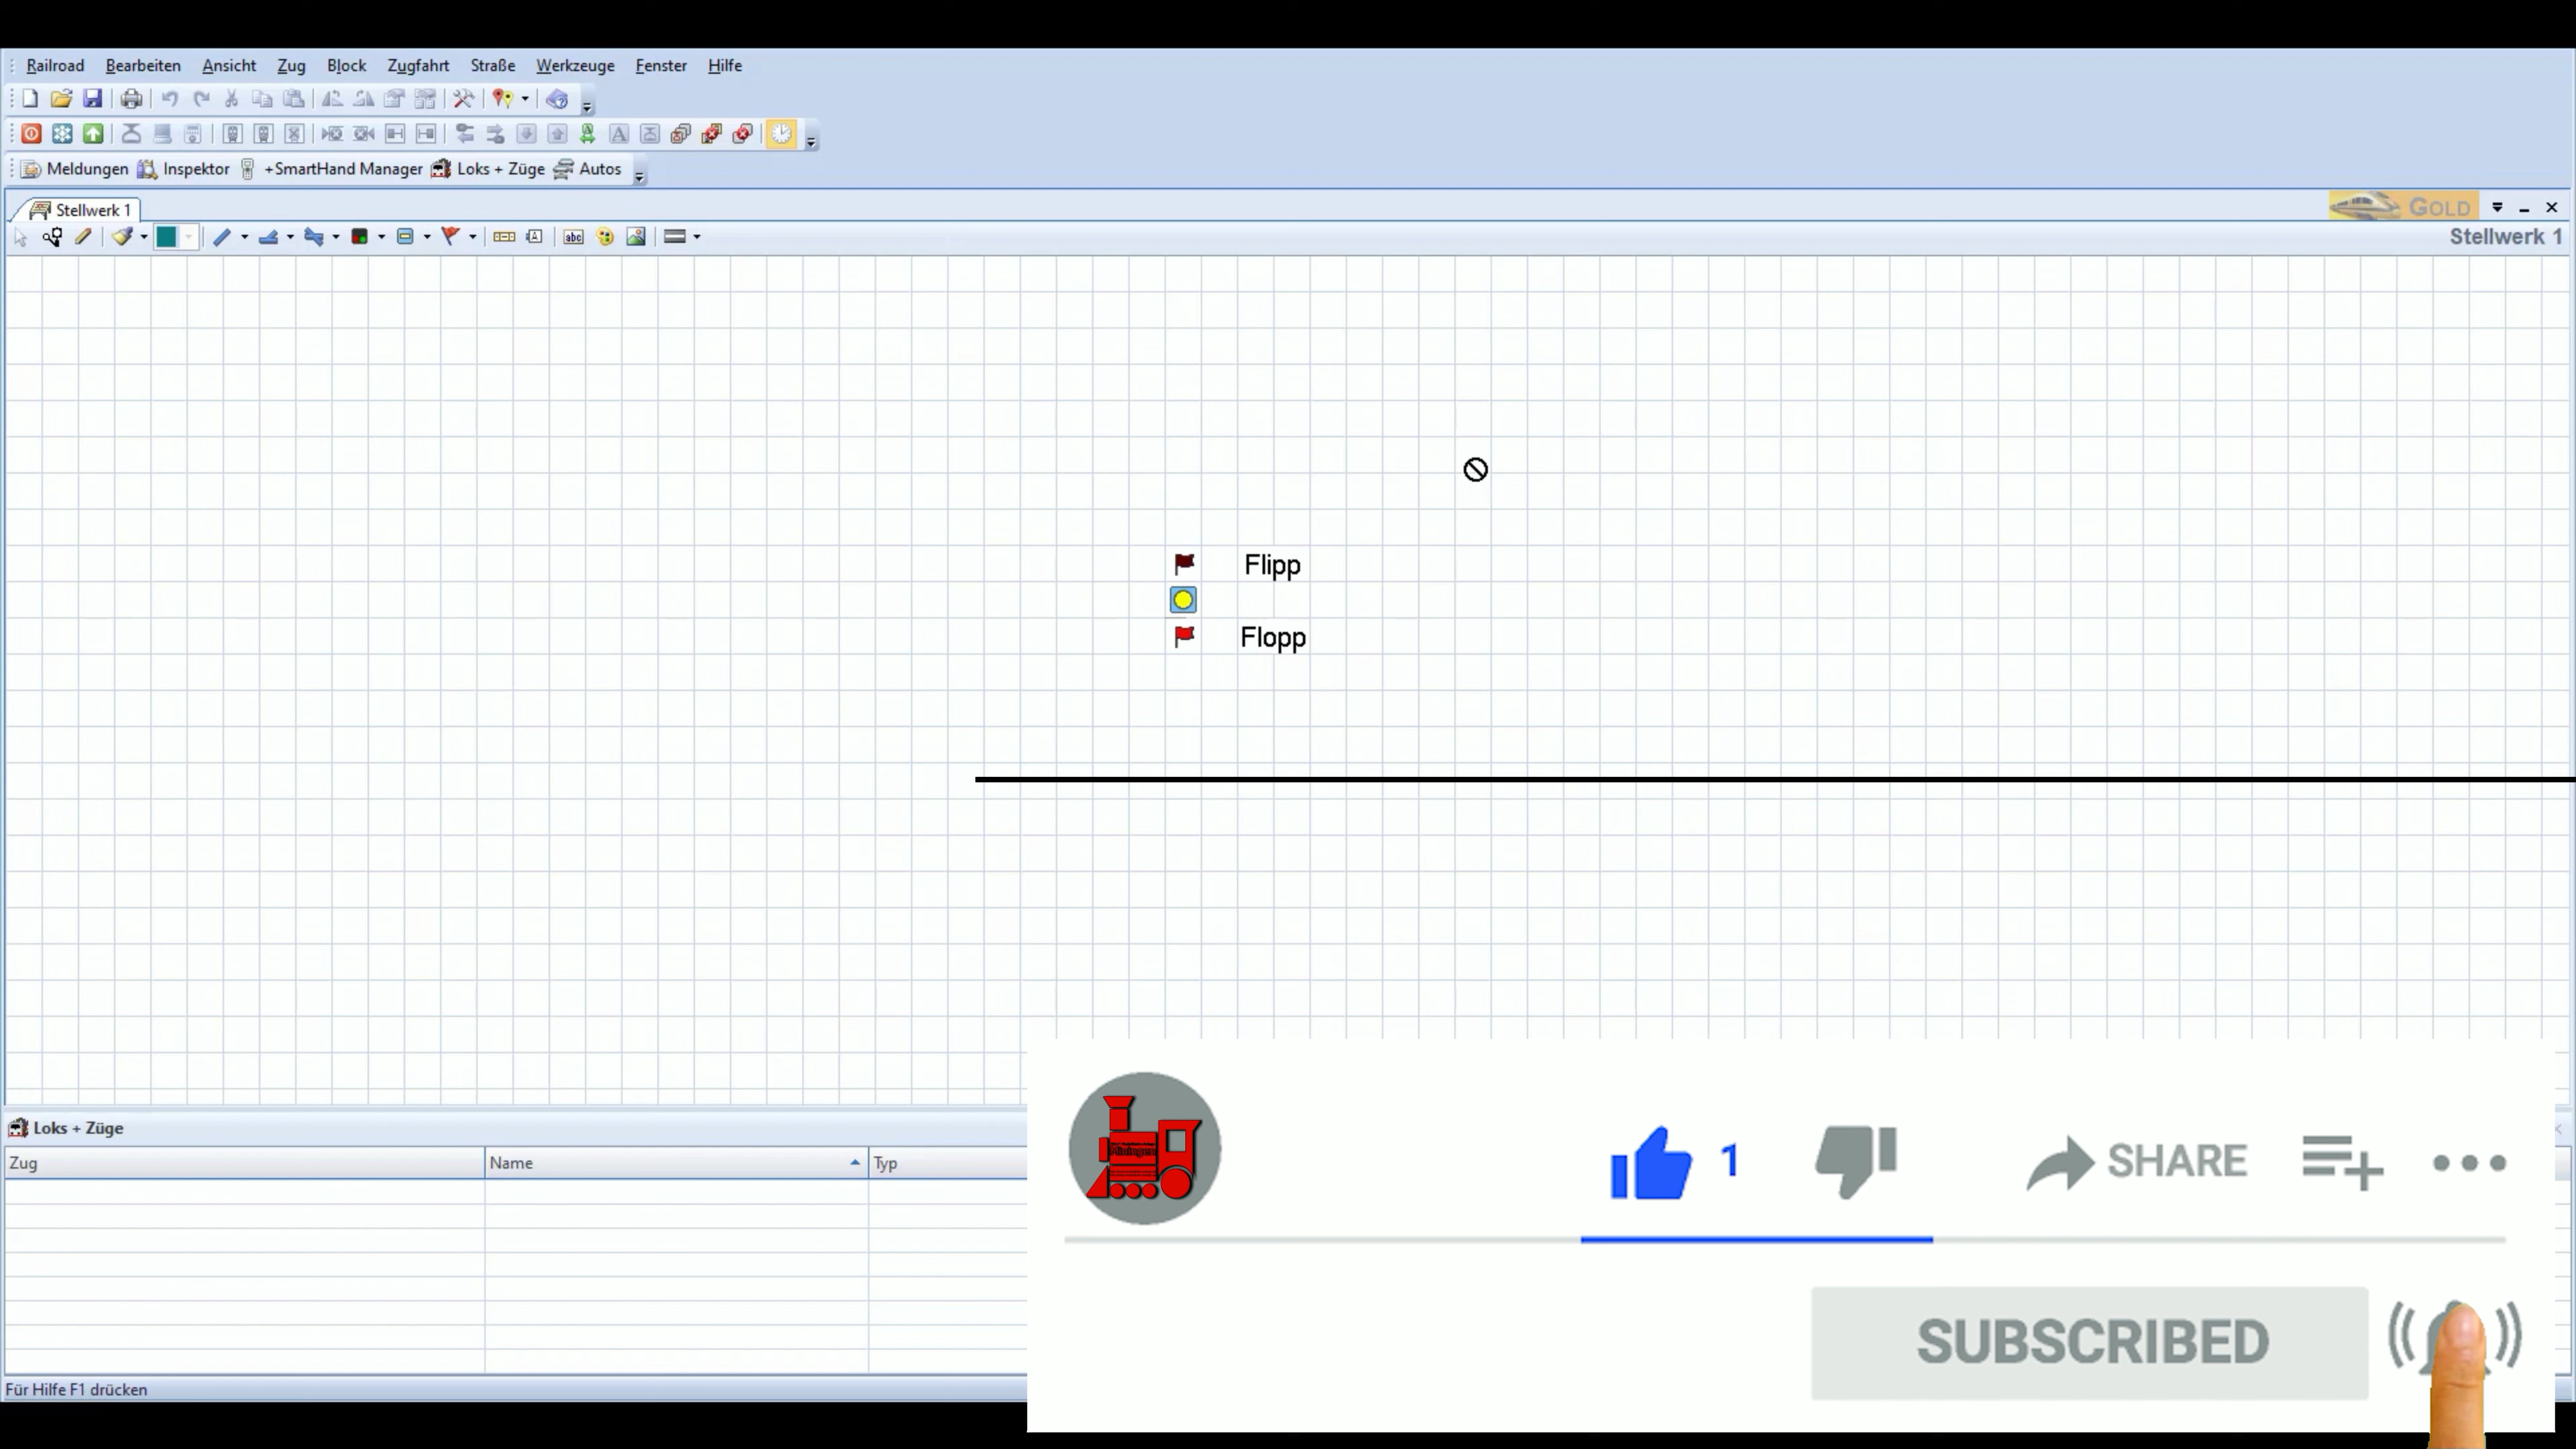 Railroad Bearbeiten Ansicht Zug Block Zugfahrt Straße Werkzeuge Fenster Hilfe
Meldungen Inspektor +SmartHand Manager Loks + Züge Autos
Stellwerk 1
GOLD
abc
Stellwerk 1
Flipp
Flopp
Loks + Züge
Zug Name Typ
1 SHARE
SUBSCRIBED
Für Hilfe F1 drücken